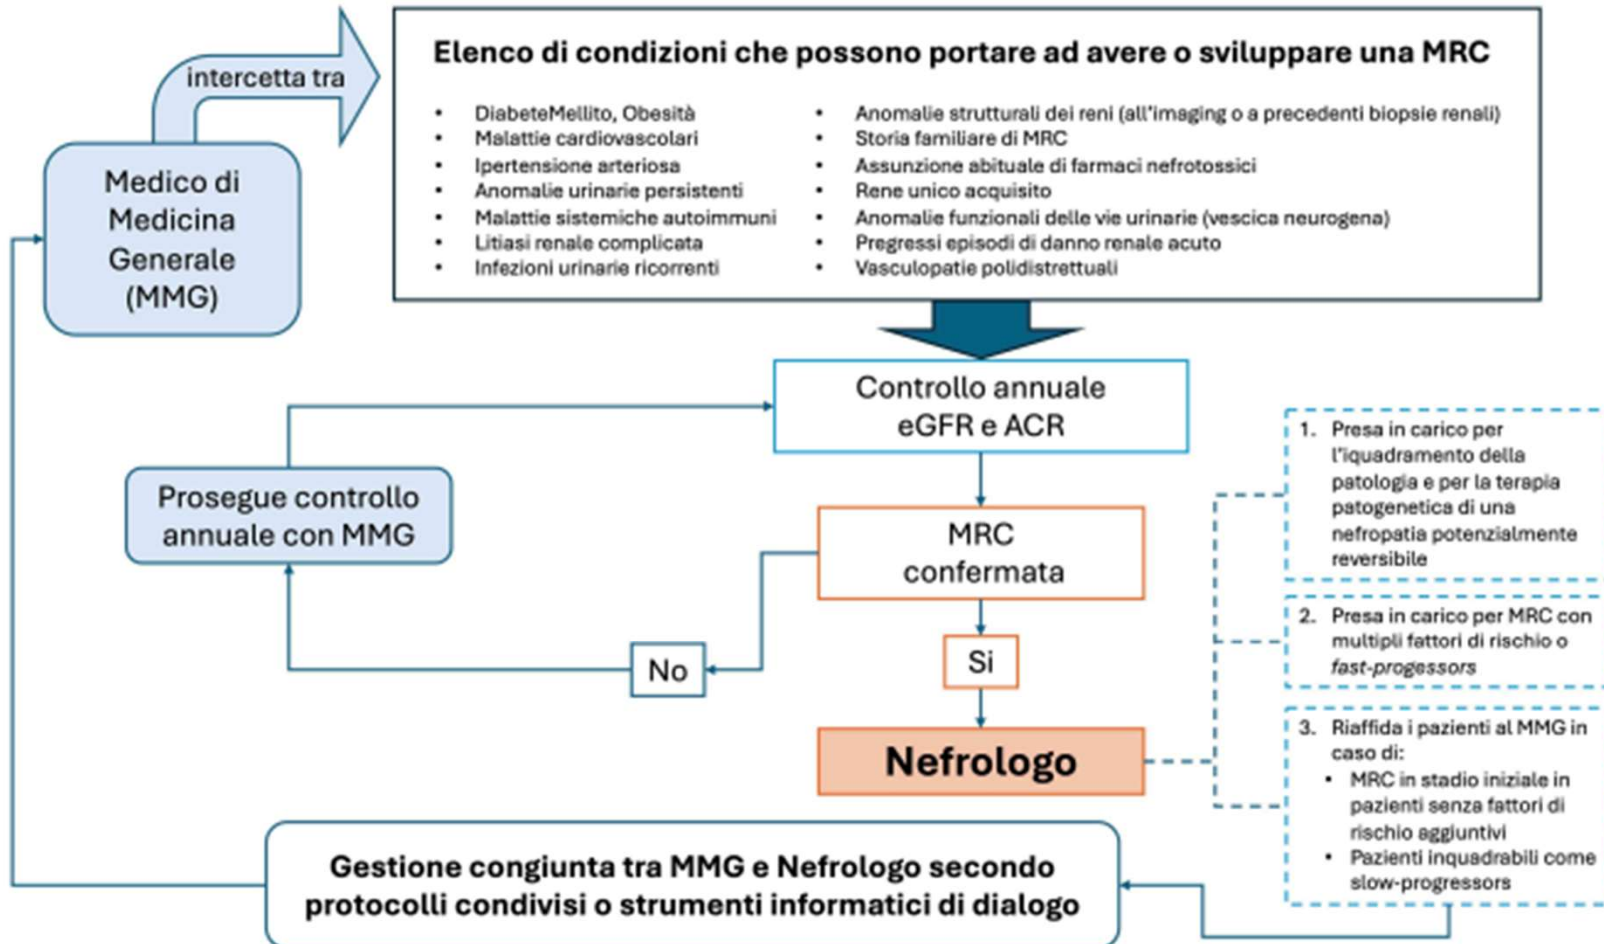 intercetta tra
Medico di
Medicina
Generale
(MMG)
Elenco di condizioni che possono portare ad avere o sviluppare una MRC
• DiabeteMellito, Obesità
• Malattie cardiovascolari
• Ipertensione arteriosa
• Anomalie urinarie persistenti
• Malattie sistemiche autoimmuni
• Litiasi renale complicata
• Infezioni urinarie ricorrenti
• Anomalie strutturali dei reni (all'imaging o a precedenti biopsie renali)
• Storia familiare di MRC
• Assunzione abituale di farmaci nefrotossici
• Rene unico acquisito
• Anomalie funzionali delle vie urinarie (vescica neurogena)
• Pregressi episodi di danno renale acuto
• Vasculopatie polidistrettuali
Controllo annuale
eGFR e ACR
Prosegue controllo
annuale con MMG
MRC
confermata
No
Si
Nefrologo
1. Presa in carico per
l'iquadramento della
patologia e per la terapia
patogenetica di una
nefropatia potenzialmente
reversibile
2. Presa in carico per MRC con
multipli fattori di rischio o
fast-progessors
3. Riaffida i pazienti al MMG in
caso di:
• MRC in stadio iniziale in
pazienti senza fattori di
rischio aggiuntivi
• Pazienti inquadrabili come
slow-progressors
Gestione congiunta tra MMG e Nefrologo secondo
protocolli condivisi o strumenti informatici di dialogo